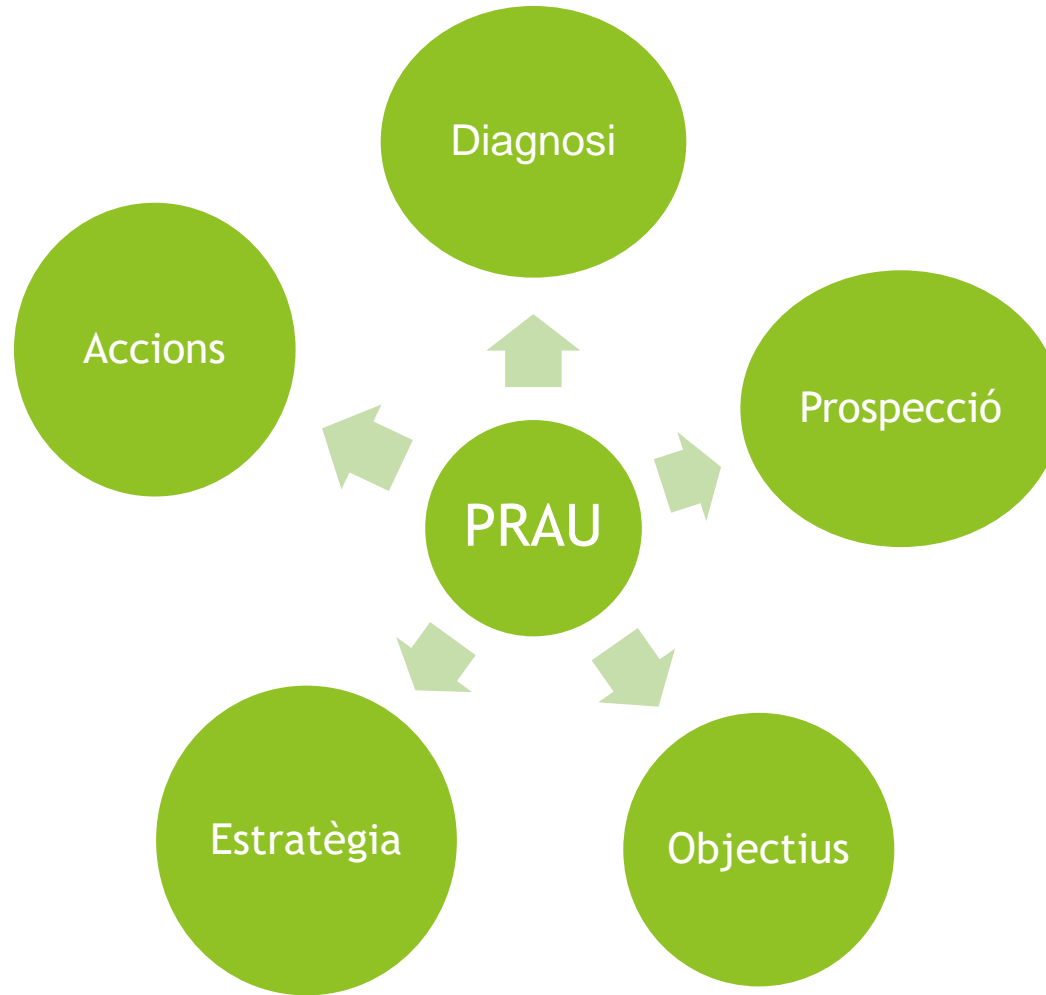 Diagnosi
Accions
Prospecció
PRAU
Estratègia
Objectius